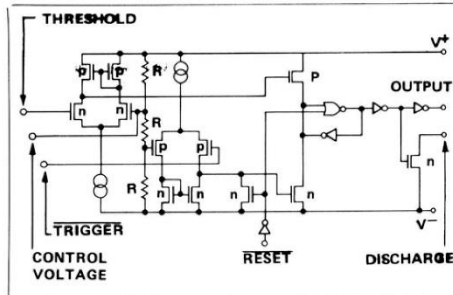 THRESHOLD
V+
p p R P
OUTPUT
n n
R
p p
n
R
n n n n
V-
TRIGGER
CONTROL
VOLTAGE
RESET
DISCHARGE